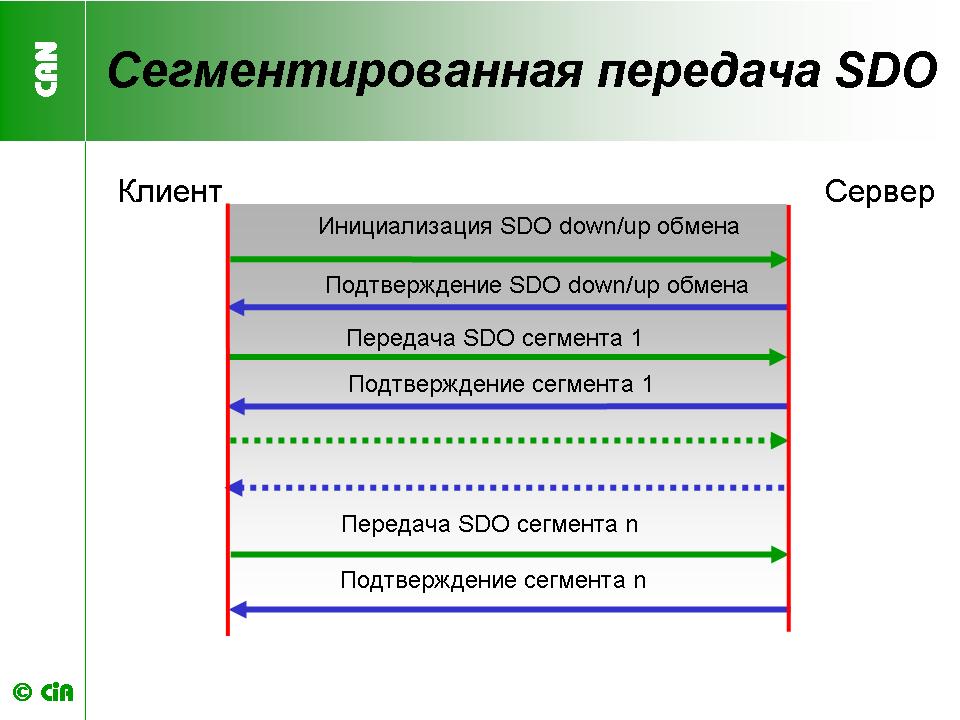 CAN
Сегментированная передача SDO
Клиент
Сервер
Инициализация SDO down/up обмена
Подтверждение SDO down/up обмена
Передача SDO сегмента 1
Подтверждение сегмента 1
Передача SDO сегмента n
Подтверждение сегмента n
© CiA